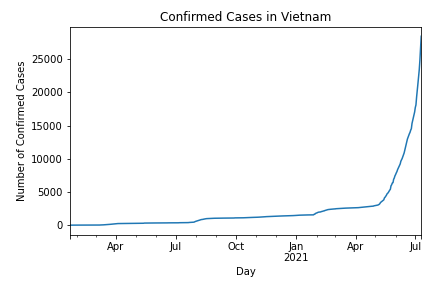 Confirmed Cases in Vietnam
Number of Confirmed Cases
25000
20000
15000
10000
5000
0
Apr
Jul
Oct
Jan
2021
Apr
Jul
Day